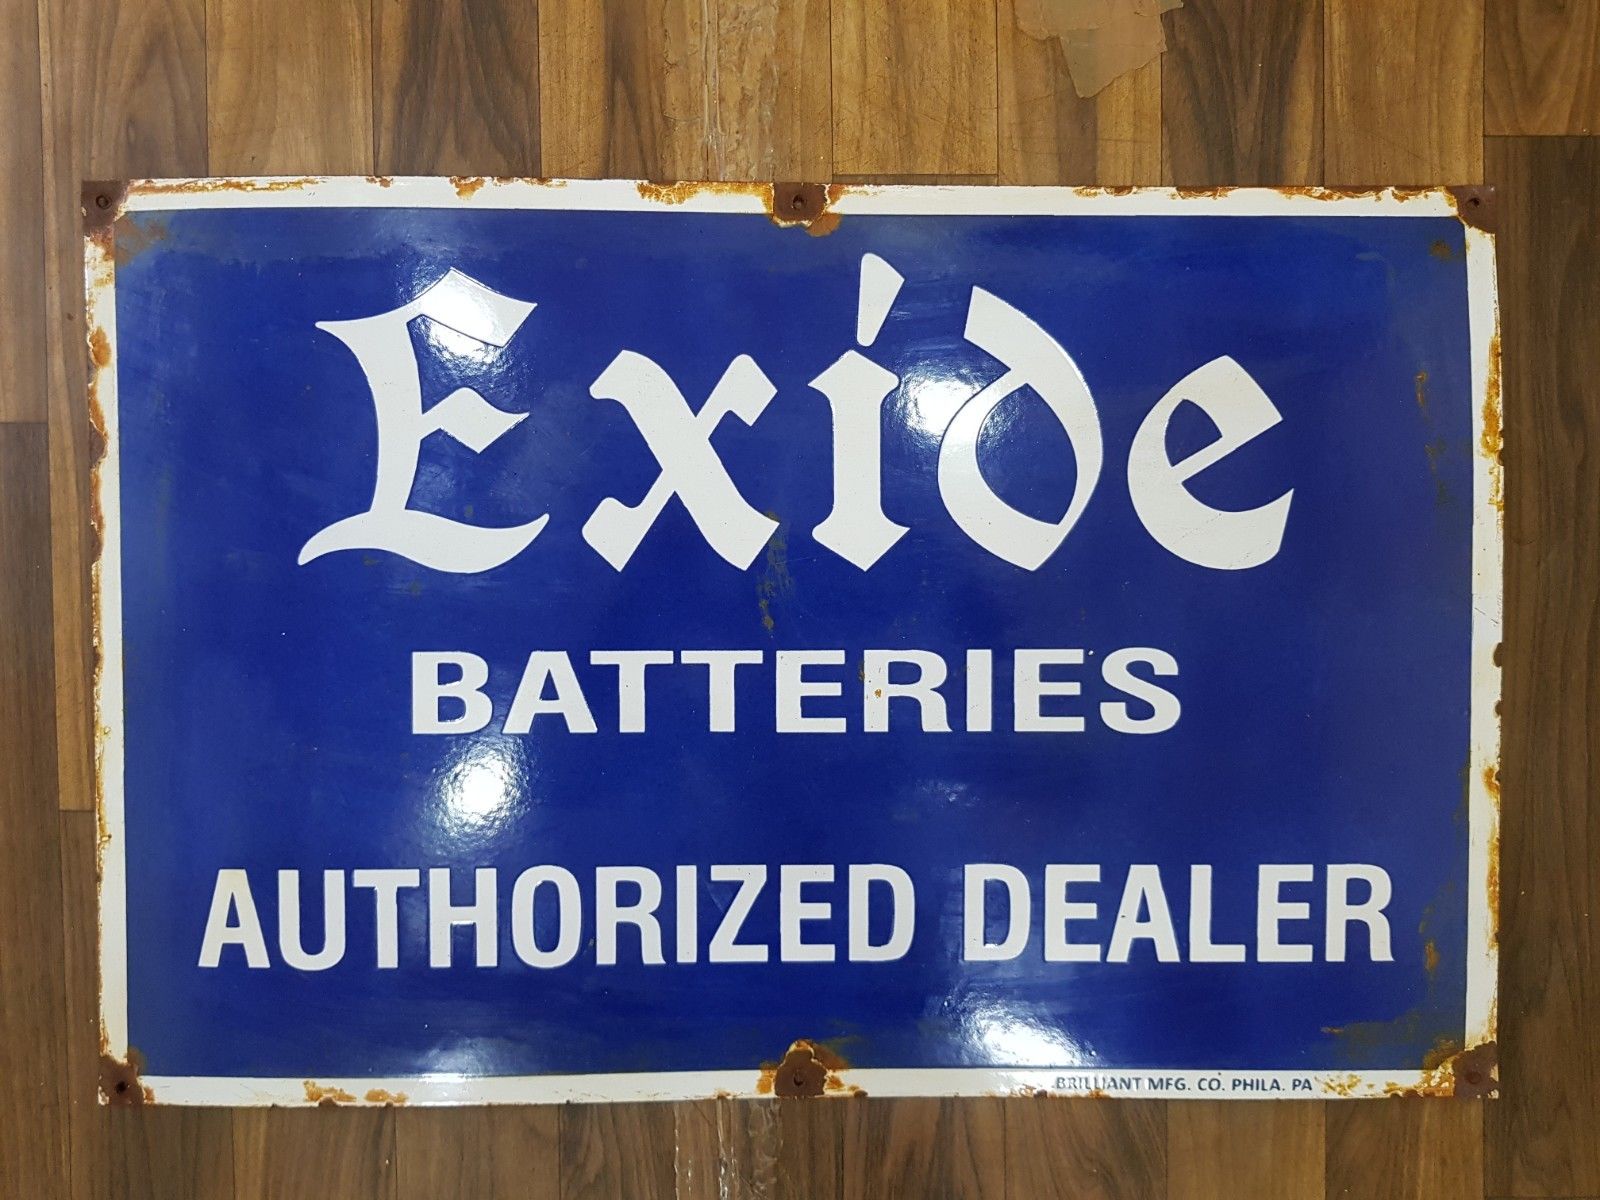 Exide
BATTERIES
AUTHORIZED DEALER
BRILLIANT MFG. CO. PHILA. PA